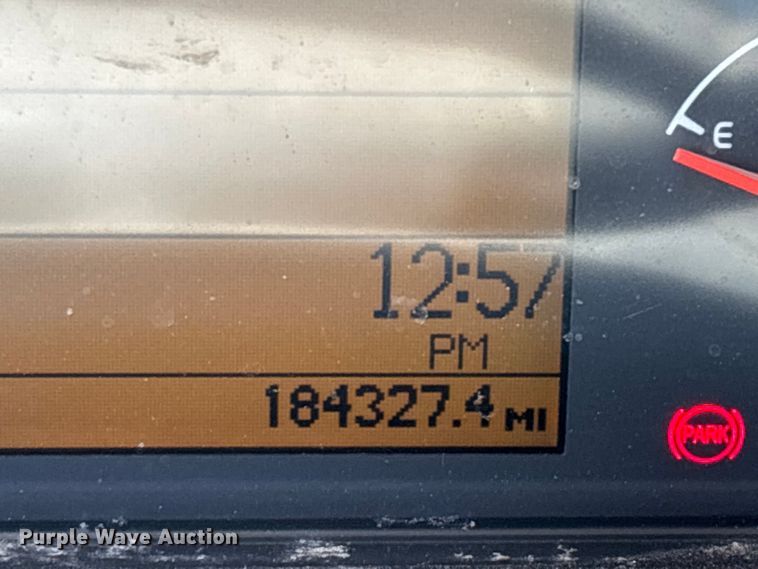 E
12:57
PM
184327.4 MI
PARK
Purple Wave Auction